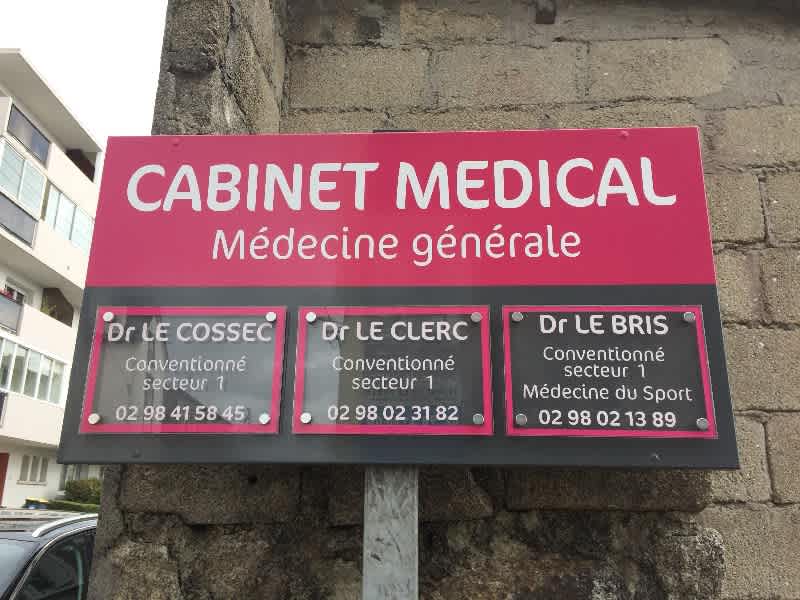 CABINET MEDICAL
Médecine générale
Dr LE COSSEC
Conventionné
secteur 1
02 98 41 58 45
Dr LE CLERC
Conventionné
secteur 1
02 98 02 31 82
Dr LE BRIS
Conventionné
secteur 1
Médecine du Sport
02 98 02 13 89